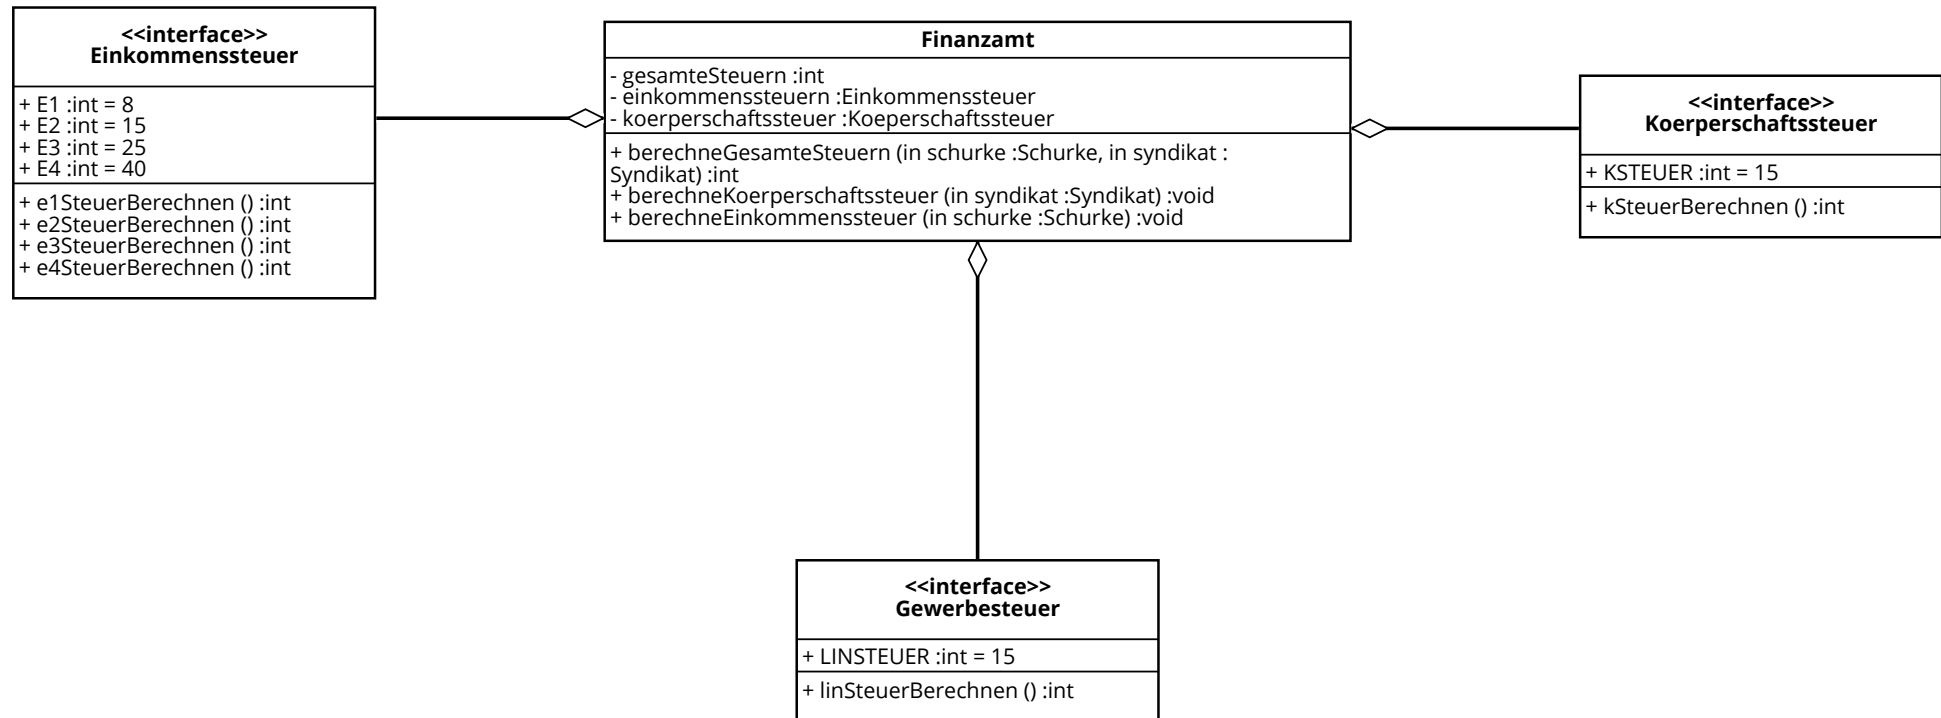 <<interface>>
Einkommenssteuer
+ E1 :int = 8
+ E2 :int = 15
+ E3 :int = 25
+ E4 :int = 40
+ e1SteuerBerechnen () :int
+ e2SteuerBerechnen () :int
+ e3SteuerBerechnen () :int
+ e4SteuerBerechnen () :int
Finanzamt
- gesamteSteuern :int
- einkommenssteuern :Einkommenssteuer
- koerperschaftssteuer :Koeperschaftssteuer
+ berechneGesamteSteuern (in schurke :Schurke, in syndikat :
Syndikat) :int
+ berechneKoerperschaftssteuer (in syndikat :Syndikat) :void
+ berechneEinkommenssteuer (in schurke :Schurke) :void
<<interface>>
Koerperschaftssteuer
+ KSTEUER :int = 15
+ kSteuerBerechnen () :int
<<interface>>
Gewerbesteuer
+ LINSTEUER :int = 15
+ linSteuerBerechnen () :int